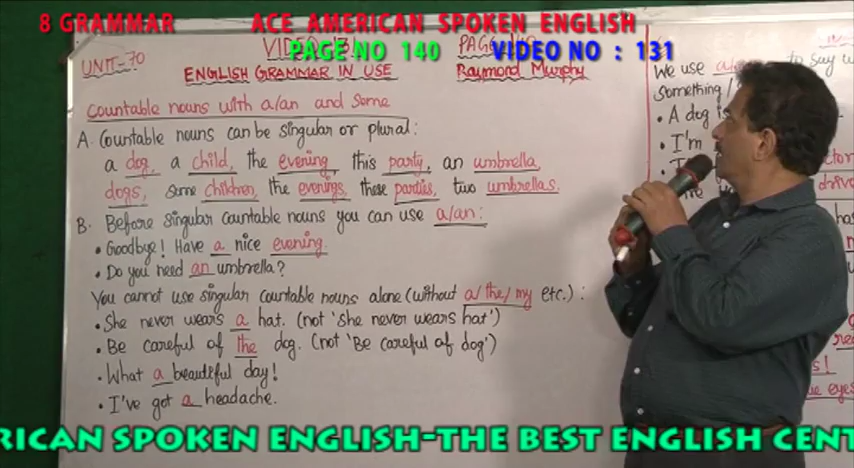 8 GRAMMAR ACE AMERICAN SPOKEN ENGLISH
PAGE NO 140 VIDEO NO : 131
UNIT-70
ENGLISH GRAMMAR IN USE Raymond Murphy
Countable nouns with a/an and some
A. Countable nouns can be singular or plural:
a dog, a child, the evening, this party, an umbrella
dogs, some children, the evenings, these parties, two umbrellas.
B. Before singular countable nouns you can use a/an:
• Goodbye! Have a nice evening.
• Do you need an umbrella?
You cannot use singular countable nouns alone (without a/the/my etc.):
• She never wears a hat. (not 'She never wears hat')
• Be careful of the dog. (not 'Be careful of dog')
• What a beautiful day!
• I've got a headache.
We use to say
something
• A dog
• I'm
RICAN SPOKEN ENGLISH-THE BEST ENGLISH CENT